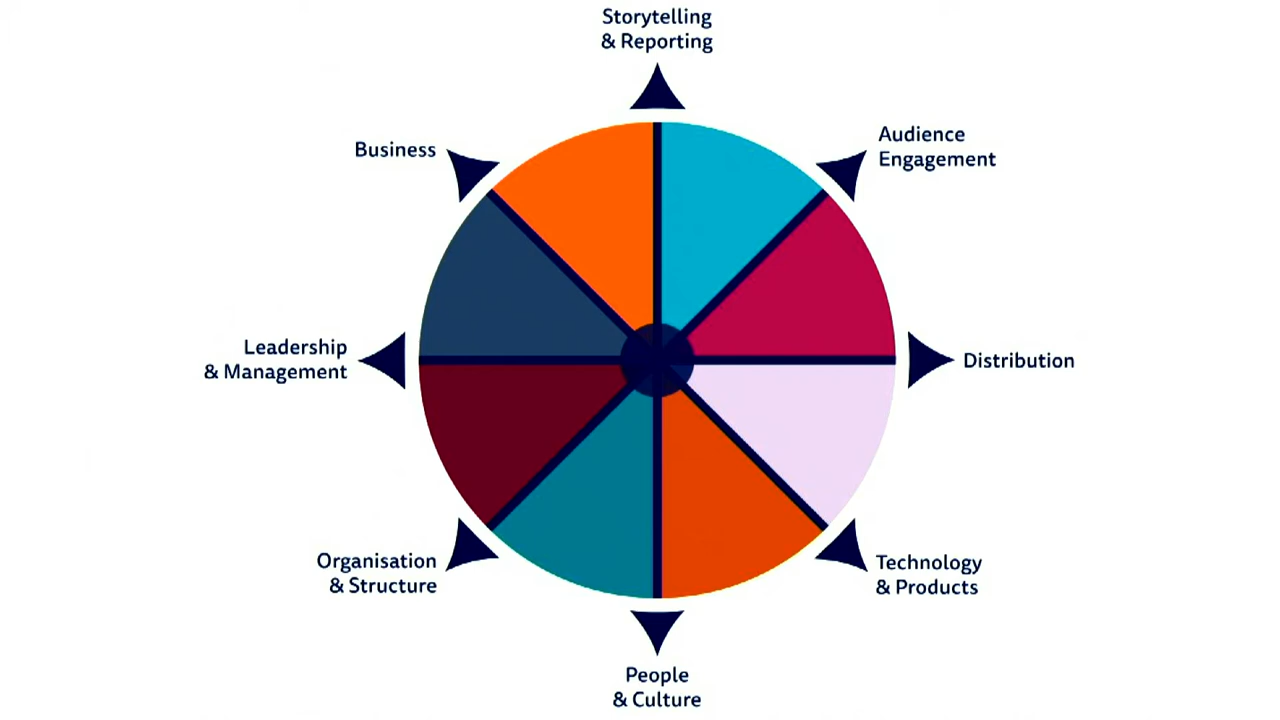 Storytelling
& Reporting
Audience
Engagement
Business
Distribution
Leadership
& Management
Technology
& Products
Organisation
& Structure
People
& Culture